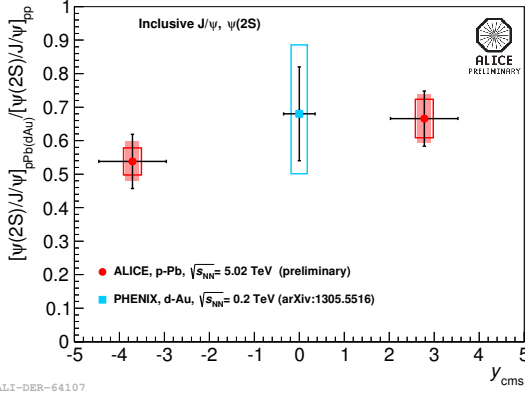 Inclusive J/ψ, ψ(2S)
ALICE
PRELIMINARY
[ψ(2S)/J/ψ]pPb(dAu)/[ψ(2S)/J/ψ]pp
1
0.9
0.8
0.7
0.6
0.5
0.4
0.3
0.2
0.1
0
ALICE, p-Pb, √sNN= 5.02 TeV (preliminary)
PHENIX, d-Au, √sNN= 0.2 TeV (arXiv:1305.5516)
-5 -4 -3 -2 -1 0 1 2 3 4 5
ycms
ALI-DER-64107